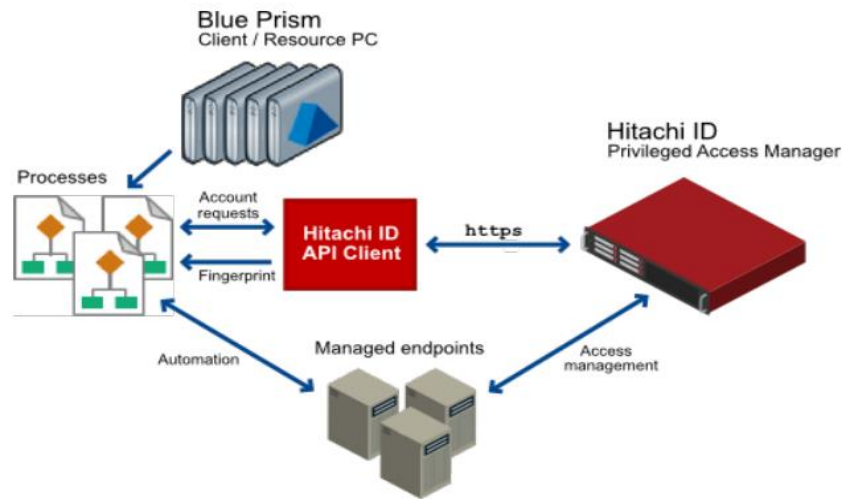 Blue Prism
Client / Resource PC
Hitachi ID
Privileged Access Manager
Processes
Account
requests
Hitachi ID
API Client
https
Fingerprint
Automation
Managed endpoints
Access
management